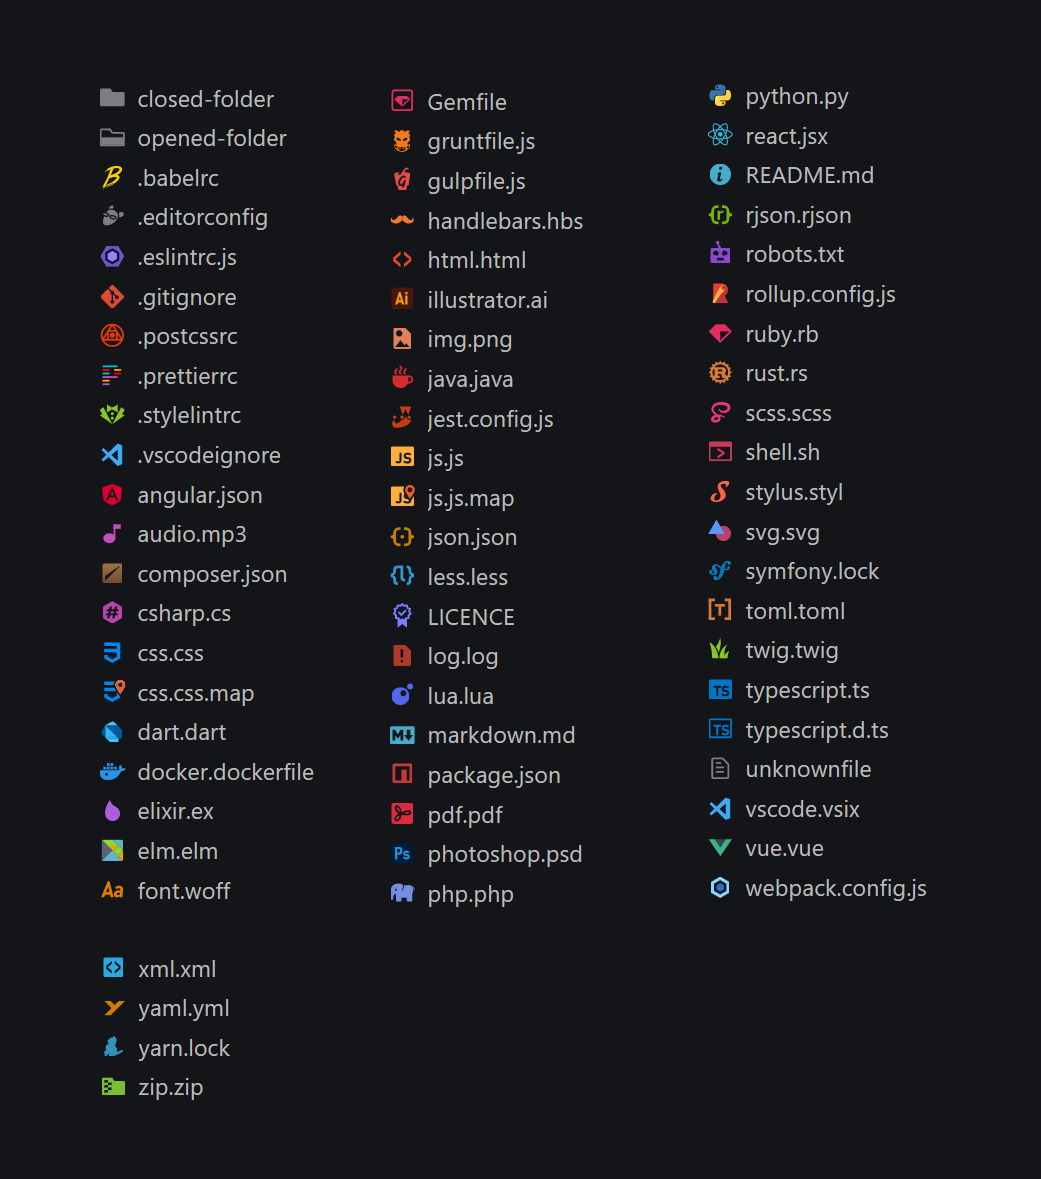 closed-folder
opened-folder
.babelrc
.editorconfig
.eslintrc.js
.gitignore
.postcssrc
.prettierrc
.stylelintrc
.vscodeignore
angular.json
audio.mp3
composer.json
csharp.cs
css.css
css.css.map
dart.dart
docker.dockerfile
elixir.ex
elm.elm
Aa font.woff
Gemfile
gruntfile.js
gulpfile.js
handlebars.hbs
html.html
Ai illustrator.ai
img.png
java.java
jest.config.js
JS js.js
JS js.js.map
json.json
less.less
LICENCE
log.log
lua.lua
M markdown.md
package.json
pdf.pdf
Ps photoshop.psd
php.php
python.py
react.jsx
i README.md
{r} rjson.rjson
robots.txt
rollup.config.js
ruby.rb
R rust.rs
scss.scss
shell.sh
S stylus.styl
svg.svg
sf symfony.lock
[T] toml.toml
twig.twig
TS typescript.ts
TS typescript.d.ts
unknownfile
vscode.vsix
vue.vue
webpack.config.js
xml.xml
yaml.yml
yarn.lock
zip.zip